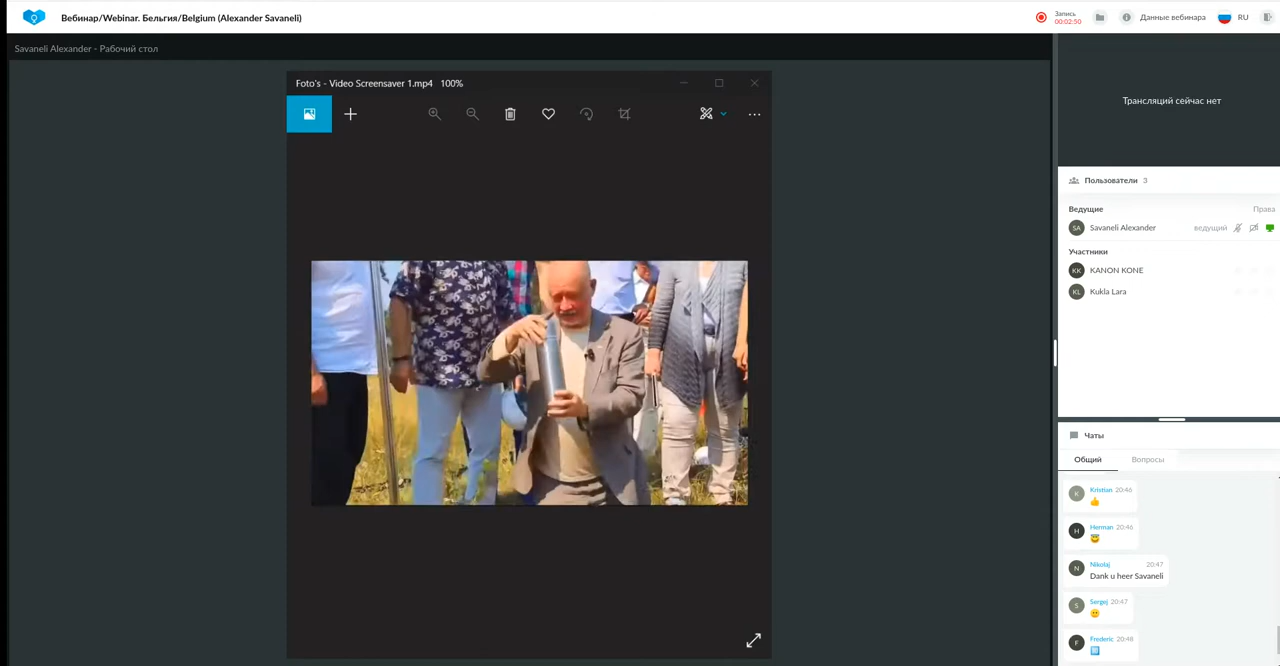 Вебинар/Webinar. Бельгия/Belgium (Alexander Savaneli)
Запись
00:02:50
Данные вебинара
RU
Savaneli Alexander - Рабочий стол
Foto's - Video Screensaver 1.mp4 100%
Трансляций сейчас нет
Пользователи 3
Ведущие Права
SA Savaneli Alexander ведущий
Участники
KK KANON KONE
KL Kukla Lara
Чаты
Общий Вопросы
K Kristian 20:46
H Herman 20:46
N Nikolaj 20:47
Dank u heer Savaneli
S Sergej 20:47
F Frederic 20:48